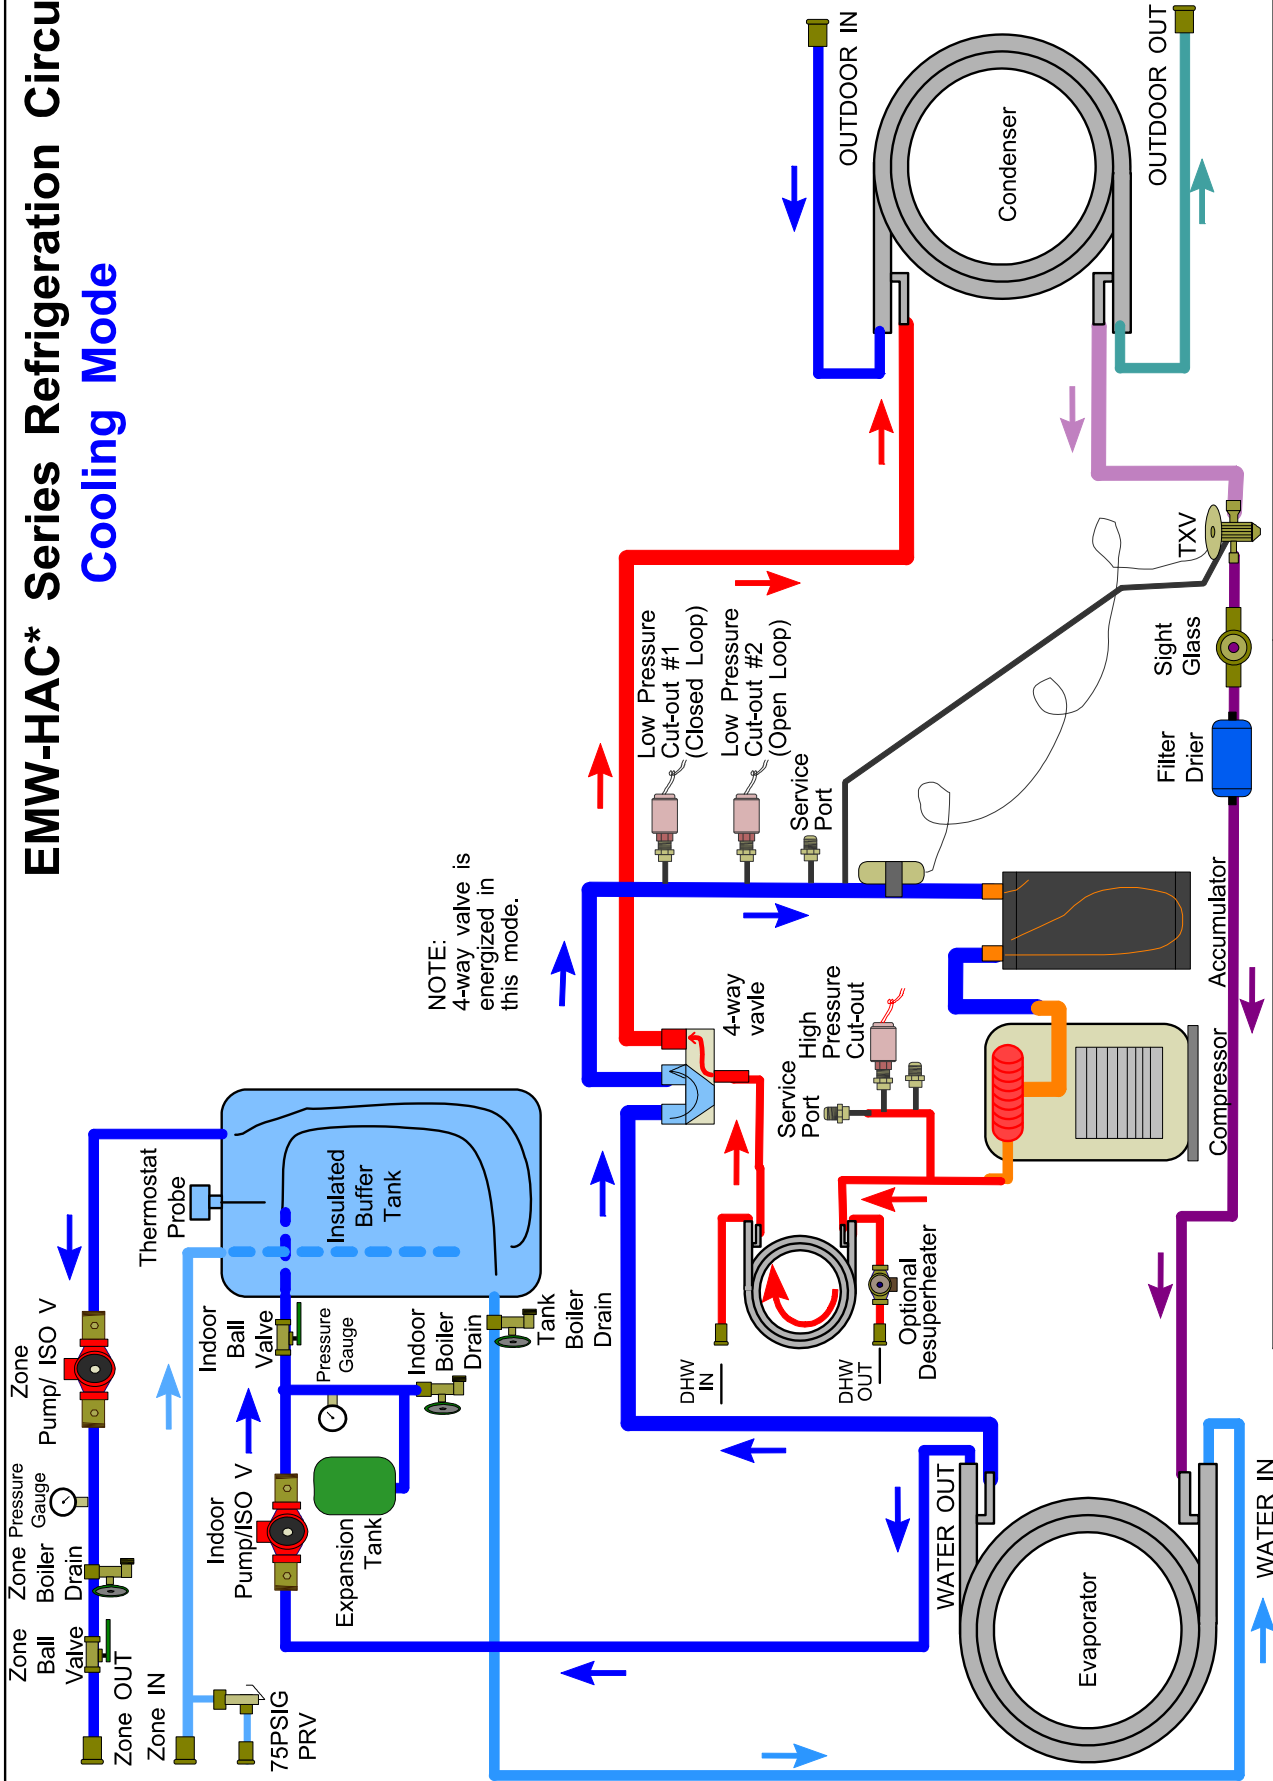 EMW-HAC* Series Refrigeration Circu
Cooling Mode
Zone
Ball
Valve
Zone
Boiler
Drain
Pressure
Gauge
Zone
Pump/ ISO V
Thermostat
Probe
Zone OUT
Zone IN
75PSIG
PRV
Indoor
Pump/ISO V
Expansion
Tank
Indoor
Ball
Valve
Pressure
Gauge
Indoor
Boiler
Drain
Insulated
Buffer
Tank
Tank
Boiler
Drain
NOTE:
4-way valve is
energized in
this mode.
Low Pressure
Cut-out #1
(Closed Loop)
Low Pressure
Cut-out #2
(Open Loop)
Service
Port
OUTDOOR IN
Condenser
OUTDOOR OUT
4-way
vavle
Service
Port
High
Pressure
Cut-out
DHW
IN
DHW
OUT
Optional
Desuperheater
TXV
Sight
Glass
Filter
Drier
Accumulator
Compressor
WATER OUT
Evaporator
WATER IN